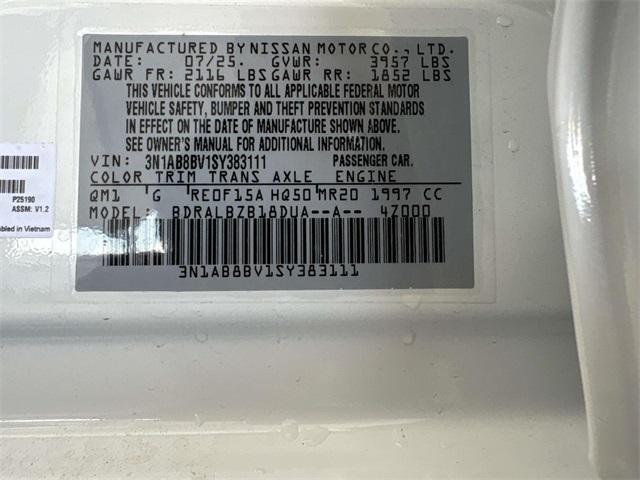 MANUFACTURED BY NISSAN MOTOR CO., LTD.
DATE: 07/25. GVWR: 3957 LBS
GAWR FR: 2116 LBS GAWR RR: 1852 LBS
THIS VEHICLE CONFORMS TO ALL APPLICABLE FEDERAL MOTOR
VEHICLE SAFETY, BUMPER AND THEFT PREVENTION STANDARDS
IN EFFECT ON THE DATE OF MANUFACTURE SHOWN ABOVE.
SEE OWNER'S MANUAL FOR ADDITIONAL INFORMATION.
VIN: 3N1AB8BV1SY383111 PASSENGER CAR.
COLOR TRIM TRANS AXLE ENGINE
QM1 G RE0F15A HQ50 MR20 1997 CC
MODEL: BDRALBZB18DUA--A-- 47000
3N1AB8BV1SY383111
P25190
ASSM: V1.2
in Vietnam